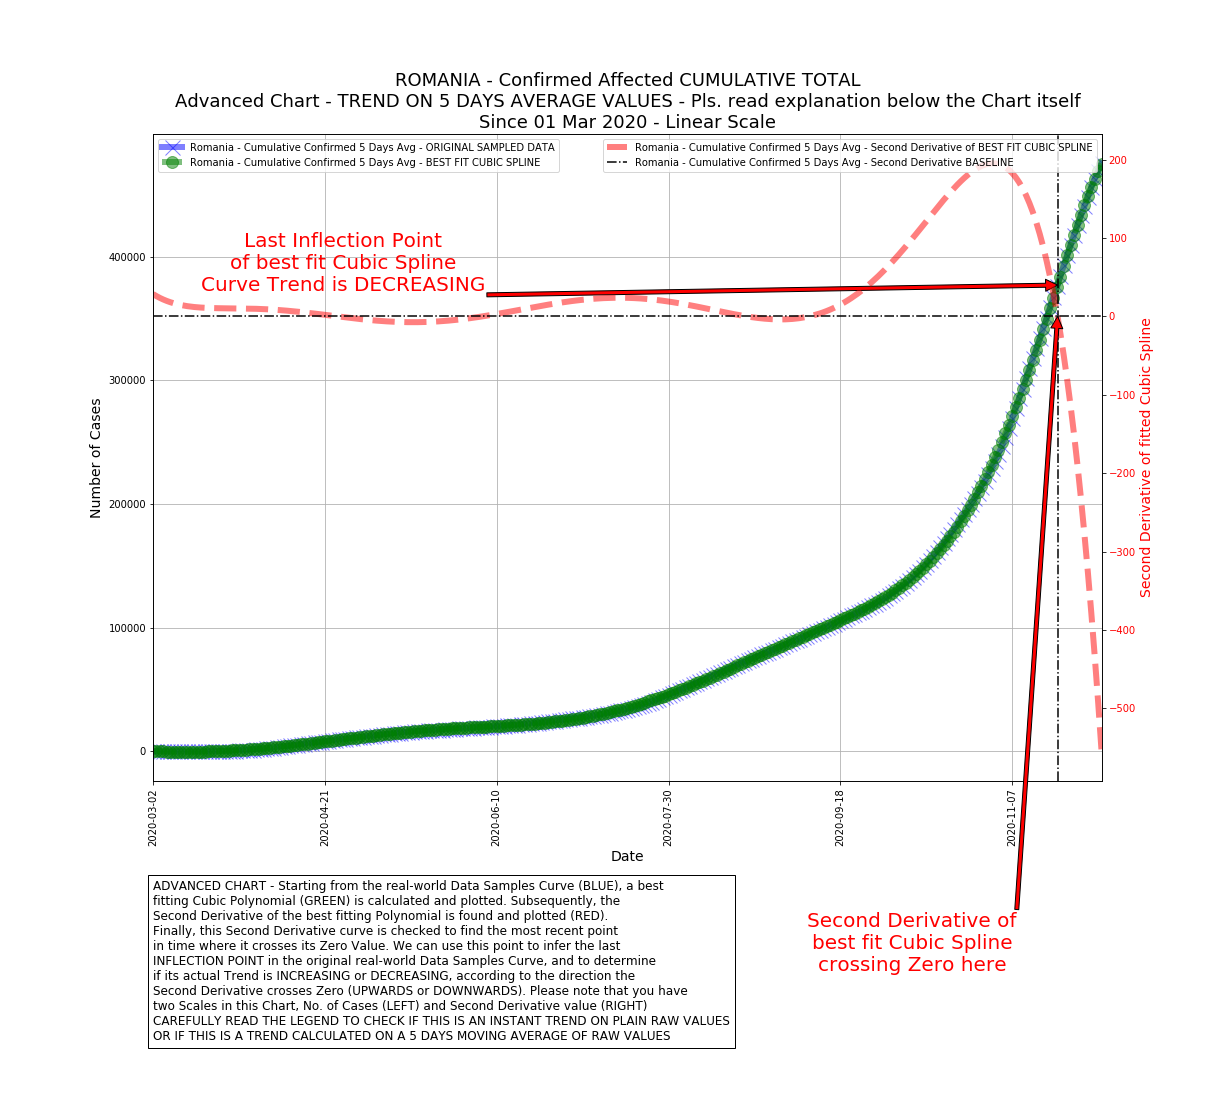 ROMANIA - Confirmed Affected CUMULATIVE TOTAL
Advanced Chart - TREND ON 5 DAYS AVERAGE VALUES - Pls. read explanation below the Chart itself
Since 01 Mar 2020 - Linear Scale
Romania - Cumulative Confirmed 5 Days Avg - ORIGINAL SAMPLED DATA
Romania - Cumulative Confirmed 5 Days Avg - BEST FIT CUBIC SPLINE
Romania - Cumulative Confirmed 5 Days Avg - Second Derivative of BEST FIT CUBIC SPLINE
Romania - Cumulative Confirmed 5 Days Avg - Second Derivative BASELINE
Last Inflection Point
of best fit Cubic Spline
Curve Trend is DECREASING
Number of Cases
400000
300000
200000
100000
0
200
100
0
−100
−200
−300
−400
−500
Second Derivative of fitted Cubic Spline
2020-03-02
2020-04-21
2020-06-10
2020-07-30
2020-09-18
2020-11-07
Date
Second Derivative of
best fit Cubic Spline
crossing Zero here
ADVANCED CHART - Starting from the real-world Data Samples Curve (BLUE), a best
fitting Cubic Polynomial (GREEN) is calculated and plotted. Subsequently, the
Second Derivative of the best fitting Polynomial is found and plotted (RED).
Finally, this Second Derivative curve is checked to find the most recent point
in time where it crosses its Zero Value. We can use this point to infer the last
INFLECTION POINT in the original real-world Data Samples Curve, and to determine
if its actual Trend is INCREASING or DECREASING, according to the direction the
Second Derivative crosses Zero (UPWARDS or DOWNWARDS). Please note that you have
two Scales in this Chart, No. of Cases (LEFT) and Second Derivative value (RIGHT)
CAREFULLY READ THE LEGEND TO CHECK IF THIS IS AN INSTANT TREND ON PLAIN RAW VALUES
OR IF THIS IS A TREND CALCULATED ON A 5 DAYS MOVING AVERAGE OF RAW VALUES